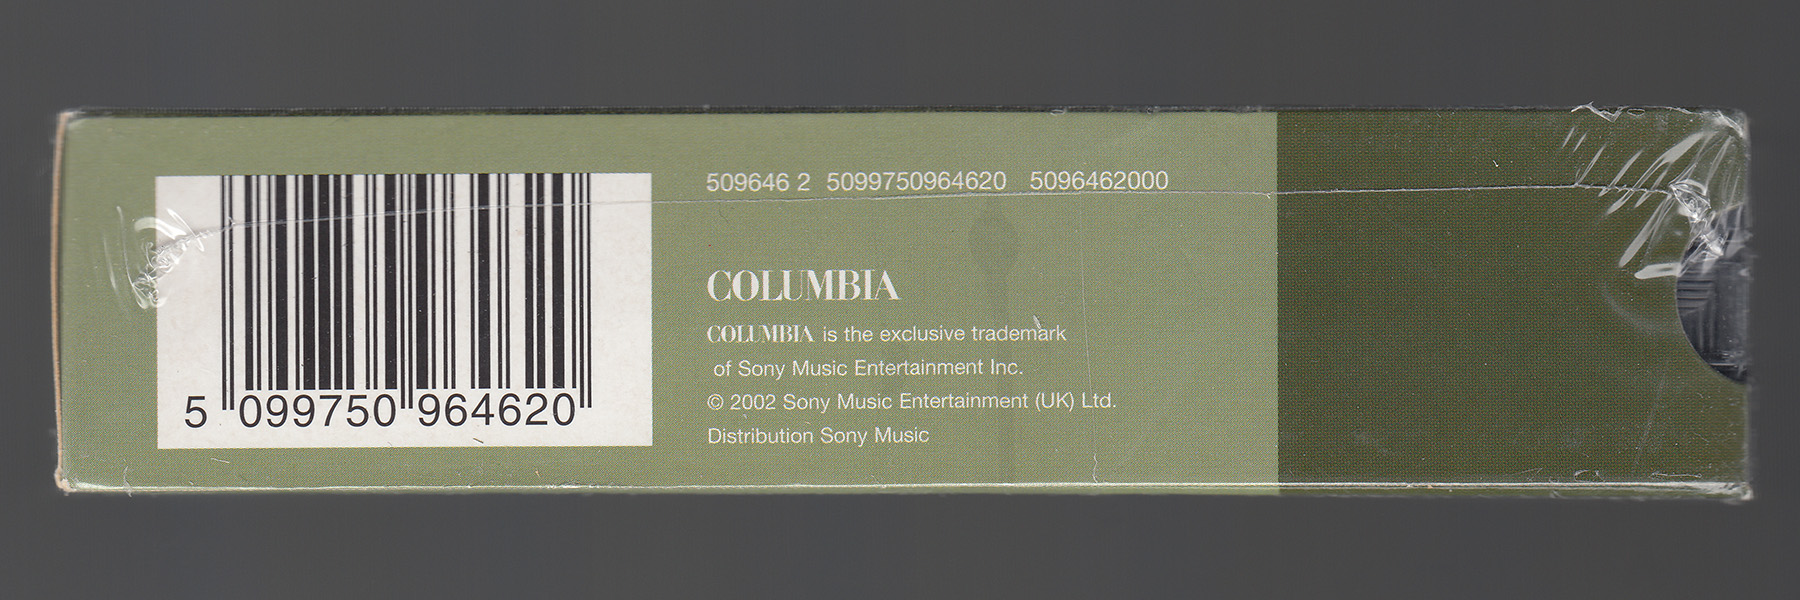 509646 2 5099750964620 5096462000
COLUMBIA
COLUMBIA is the exclusive trademark
of Sony Music Entertainment Inc.
© 2002 Sony Music Entertainment (UK) Ltd.
Distribution Sony Music
5 099750 964620